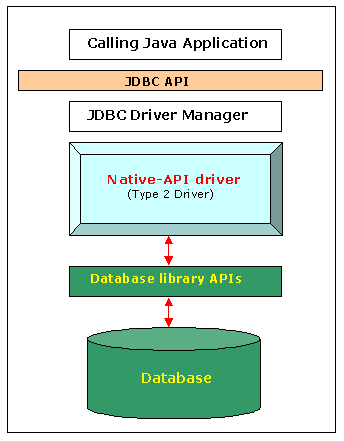 Calling Java Application
JDBC API
JDBC Driver Manager
Native-API driver
(Type 2 Driver)
Database library APIs
Database